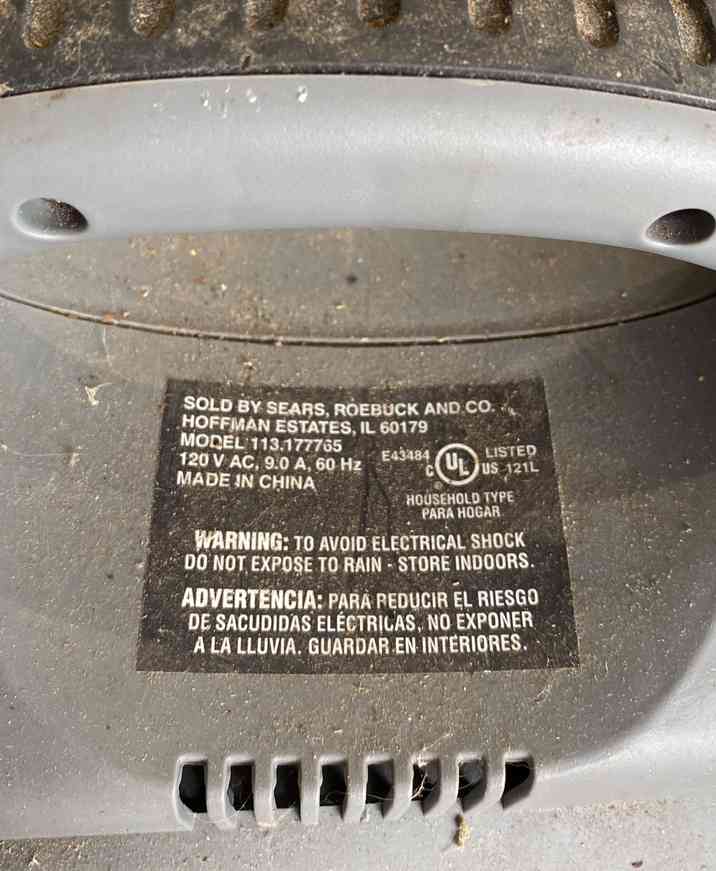 SOLD BY SEARS, ROEBUCK AND CO.
HOFFMAN ESTATES, IL 60179
MODEL 113.177765
120 V AC, 9.0 A, 60 Hz
MADE IN CHINA
E43484 C UL US LISTED 121L
HOUSEHOLD TYPE
PARA HOGAR
WARNING: TO AVOID ELECTRICAL SHOCK
DO NOT EXPOSE TO RAIN - STORE INDOORS.
ADVERTENCIA: PARA REDUCIR EL RIESGO
DE SACUDIDAS ELÉCTRICAS, NO EXPONER
A LA LLUVIA. GUARDAR EN INTERIORES.